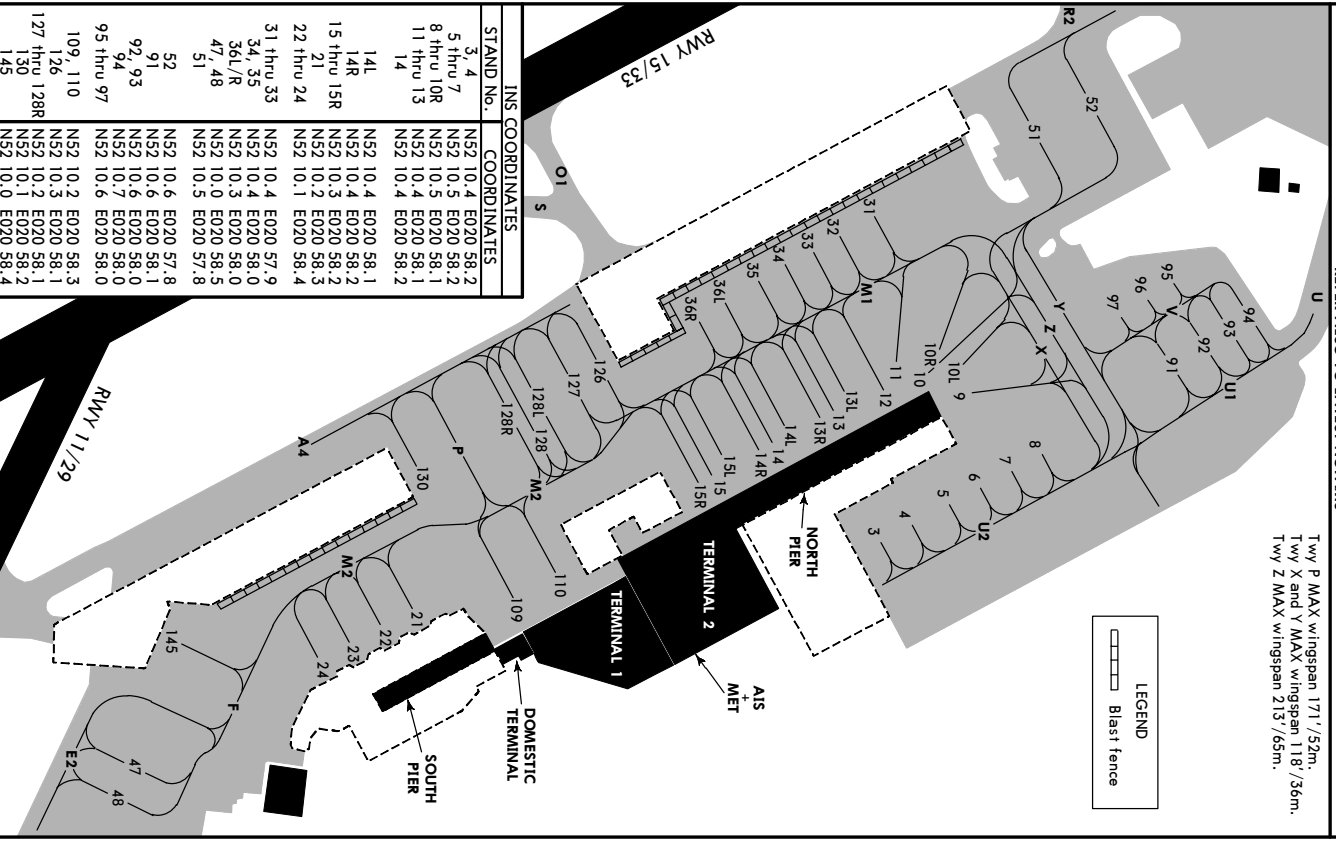 Twy P MAX wingspan 171'/52m.
Twy X and Y MAX wingspan 118'/36m.
Twy Z MAX wingspan 213'/65m.
LEGEND
Blast fence
U
R2
RWY 15/33
52
51
95
96
97
V
94
93
92
91
U1
Y
Z
X
31
32
33
34
35
36L
36R
M1
11
10R
10
10L
9
12
13L
13
13R
14L
14
14R
15L
15
15R
8
7
6
5
4
3
U2
NORTH
PIER
O1
S
126
127
128L
128
128R
P
M2
130
A4
RWY 11/29
TERMINAL 2
TERMINAL 1
AIS
+
MET
110
109
DOMESTIC
TERMINAL
SOUTH
PIER
M2
21
22
23
24
145
F
47
48
E2
INS COORDINATES
STAND No. COORDINATES
3, 4 N52 10.4 E020 58.2
5 thru 7 N52 10.5 E020 58.2
8 thru 10R N52 10.5 E020 58.1
11 thru 13 N52 10.4 E020 58.1
14 N52 10.4 E020 58.2
14L N52 10.4 E020 58.1
14R N52 10.4 E020 58.2
15 thru 15R N52 10.3 E020 58.2
21 N52 10.2 E020 58.3
22 thru 24 N52 10.1 E020 58.4
31 thru 33 N52 10.4 E020 57.9
34, 35 N52 10.4 E020 58.0
36L/R N52 10.3 E020 58.0
47, 48 N52 10.0 E020 58.5
51 N52 10.5 E020 57.8
52 N52 10.6 E020 57.8
91 N52 10.6 E020 58.1
92, 93 N52 10.6 E020 58.0
94 N52 10.7 E020 58.0
95 thru 97 N52 10.6 E020 58.0
109, 110 N52 10.2 E020 58.3
126 N52 10.3 E020 58.1
127 thru 128R N52 10.2 E020 58.1
130 N52 10.1 E020 58.2
145 N52 10.0 E020 58.4